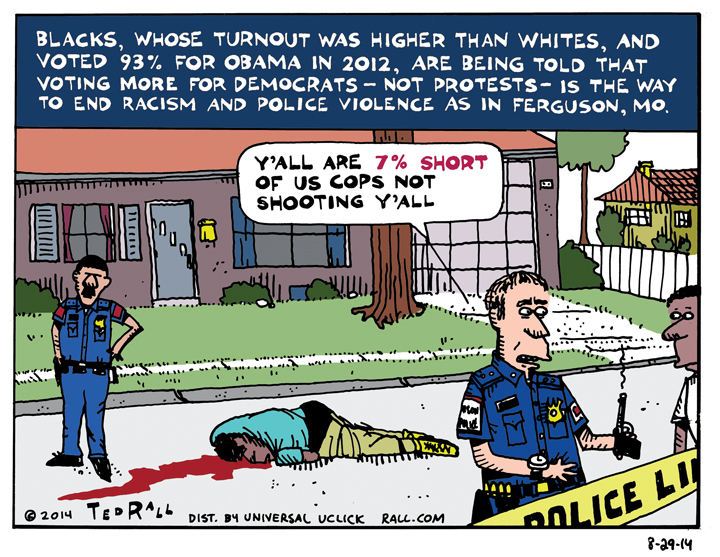 BLACKS, WHOSE TURNOUT WAS HIGHER THAN WHITES, AND
VOTED 93% FOR OBAMA IN 2012, ARE BEING TOLD THAT
VOTING MORE FOR DEMOCRATS - NOT PROTESTS - IS THE WAY
TO END RACISM AND POLICE VIOLENCE AS IN FERGUSON, MO.
Y'ALL ARE 7% SHORT
OF US COPS NOT
SHOOTING Y'ALL
POLICE
POLICE LI
© 2014 TED RALL DIST. BY UNIVERSAL UCLICK RALL.COM
8-29-14